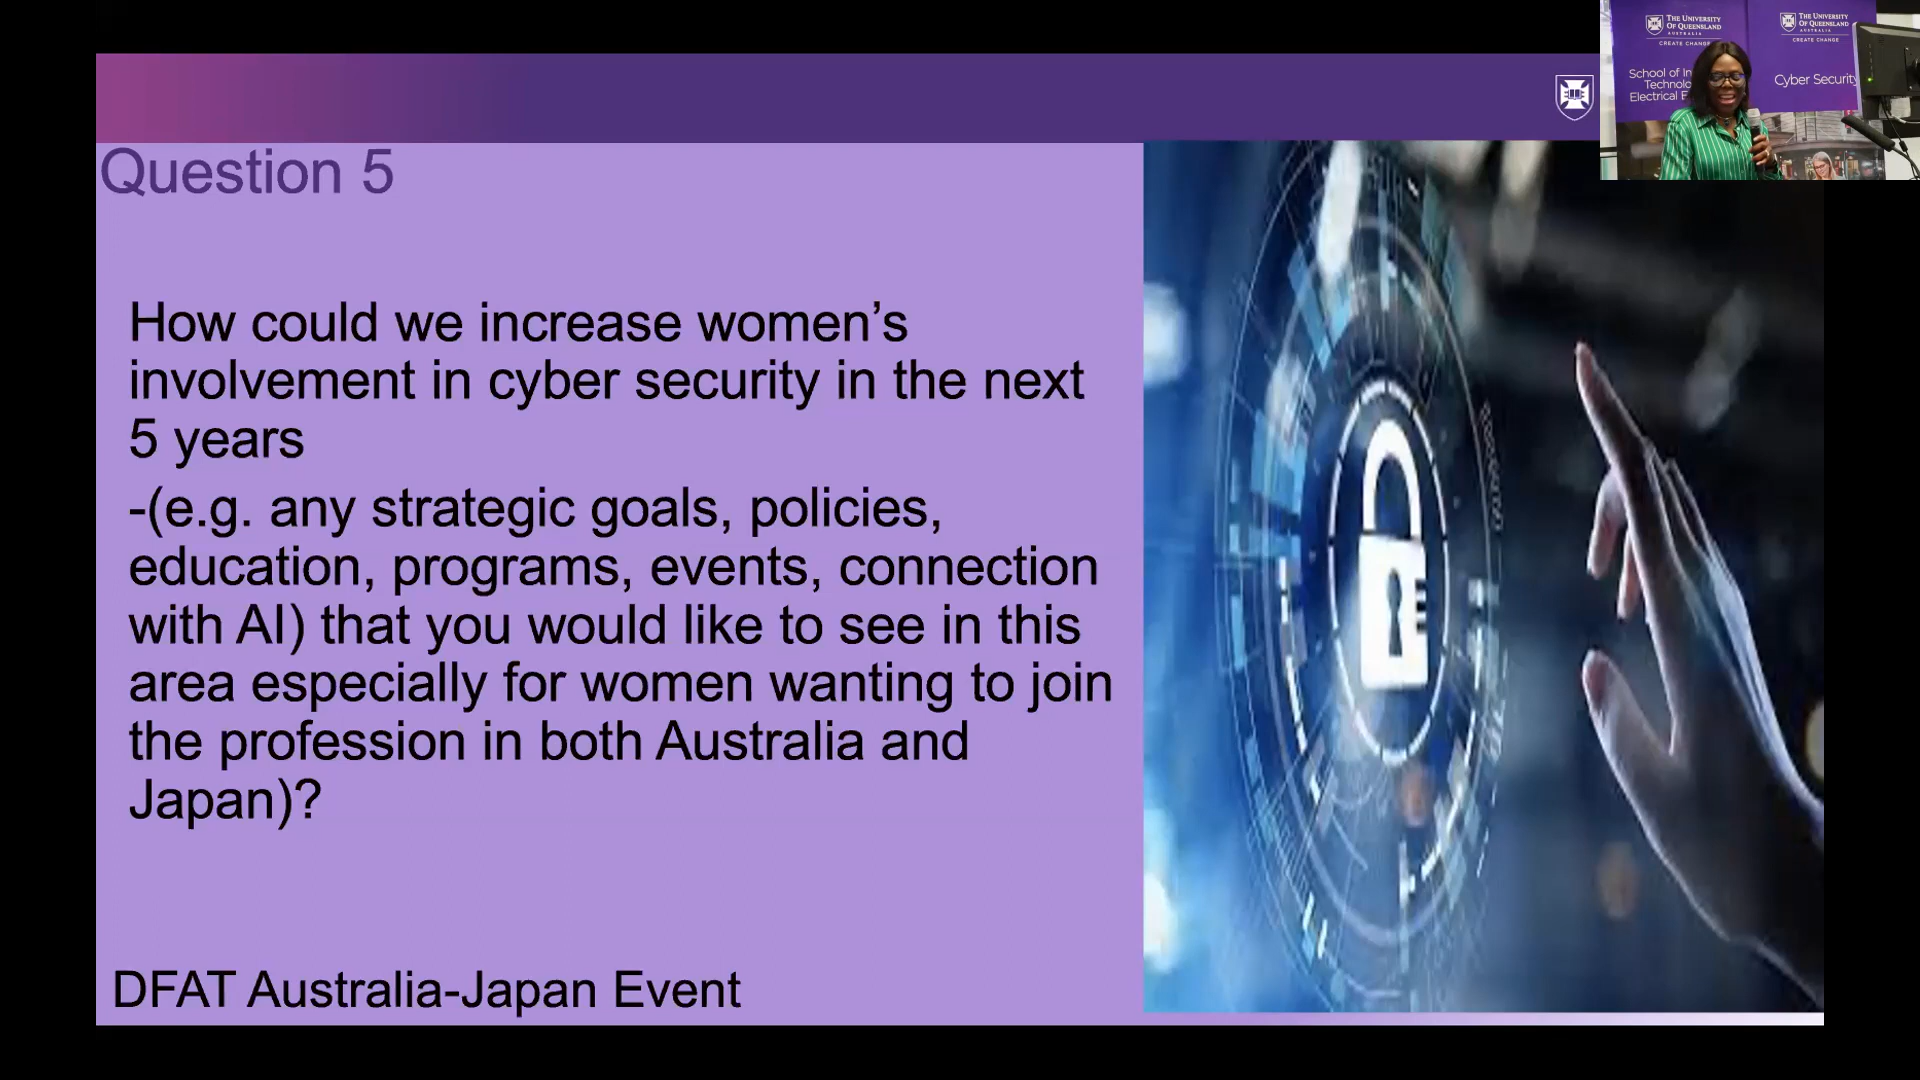 Question 5
How could we increase women’s
involvement in cyber security in the next
5 years
-(e.g. any strategic goals, policies,
education, programs, events, connection
with AI) that you would like to see in this
area especially for women wanting to join
the profession in both Australia and
Japan)?
DFAT Australia-Japan Event
THE UNIVERSITY
OF QUEENSLAND
AUSTRALIA
CREATE CHANGE
School of
Electrical
THE UNIVERSITY
OF QUEENSLAND
AUSTRALIA
CREATE CHANGE
Cyber Security